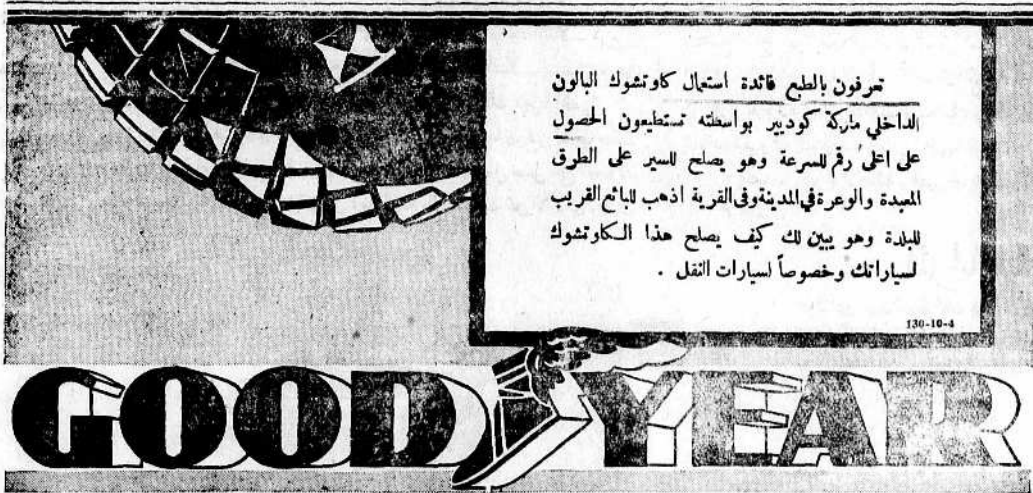 تعرفون بالطبع فائدة استعمال كاوتشوك البالون
الداخلي ماركة كوديير بواسطته تستطيعون الحصول
على اعلى رقم للسرعة وهو يصلح للسير على الطرق
المعبدة والوعرة في المدينة وفى القرية اذهب للبائع القريب
للبلدة وهو يبين لك كيف يصلح هذا الكاوتشوك
لسياراتك وخصوصاً لسيارات النقل .
130-10-4
GOOD YEAR